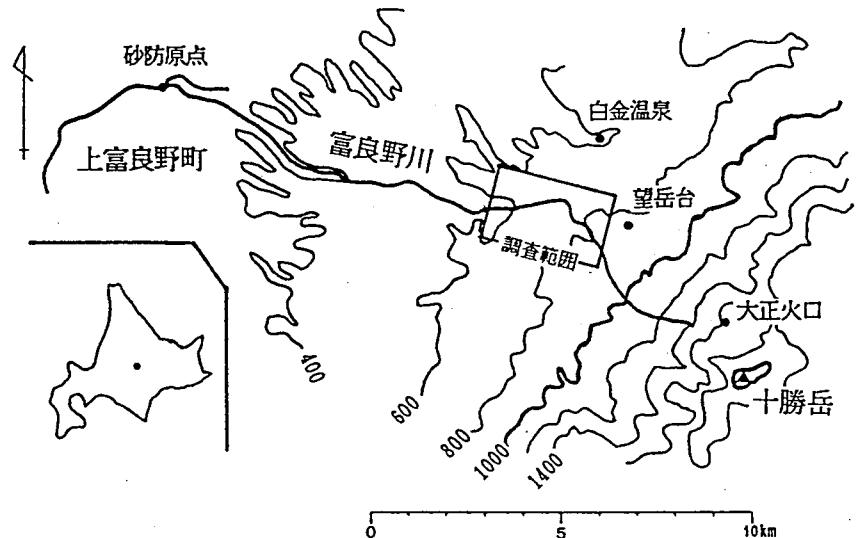 砂防原点
白金温泉
上富良野町
富良野川
望岳台
調査範囲
大正火口
十勝岳
400
600
800
1000
1400
0 5 10km